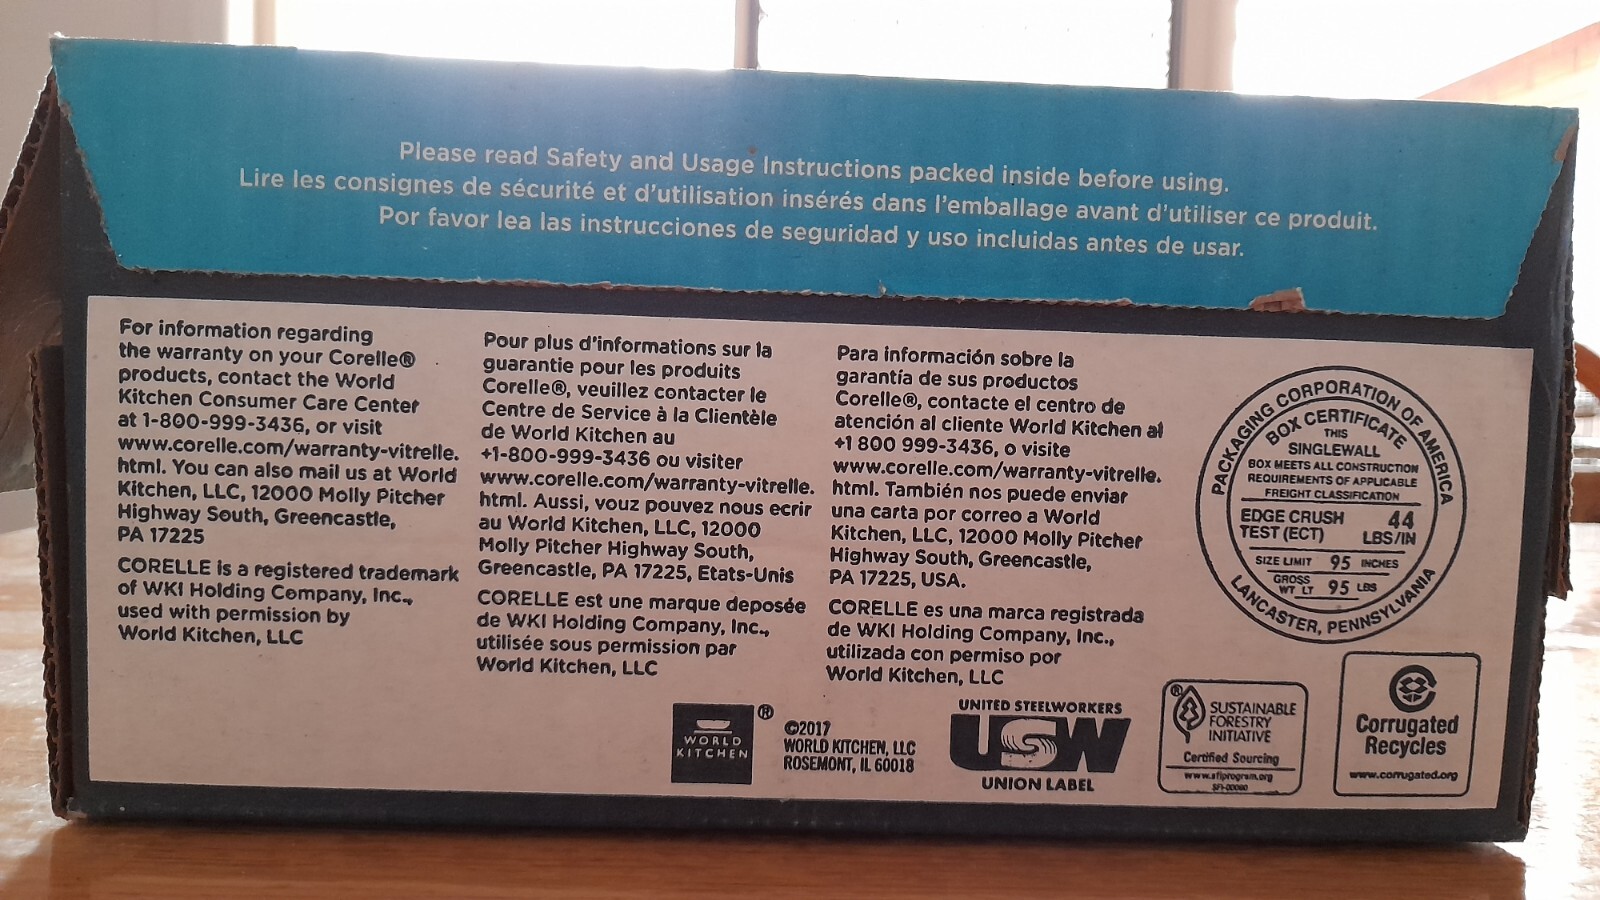 Please read Safety and Usage Instructions packed inside before using.
Lire les consignes de sécurité et d'utilisation insérés dans l'emballage avant d'utiliser ce produit.
Por favor lea las instrucciones de seguridad y uso incluidas antes de usar.
For information regarding
the warranty on your Corelle®
products, contact the World
Kitchen Consumer Care Center
at 1-800-999-3436, or visit
www.corelle.com/warranty-vitrelle.
html. You can also mail us at World
Kitchen, LLC, 12000 Molly Pitcher
Highway South, Greencastle,
PA 17225
CORELLE is a registered trademark
of WKI Holding Company, Inc.,
used with permission by
World Kitchen, LLC
Pour plus d'informations sur la
guarantie pour les produits
Corelle®, veuillez contacter le
Centre de Service à la Clientèle
de World Kitchen au
+1-800-999-3436 ou visiter
www.corelle.com/warranty-vitrelle.
html. Aussi, vouz pouvez nous ecrir
au World Kitchen, LLC, 12000
Molly Pitcher Highway South,
Greencastle, PA 17225, Etats-Unis
CORELLE est une marque deposée
de WKI Holding Company, Inc.,
utilisée sous permission par
World Kitchen, LLC
Para información sobre la
garantía de sus productos
Corelle®, contacte el centro de
atención al cliente World Kitchen al
+1 800 999-3436, o visite
www.corelle.com/warranty-vitrelle.
html. También nos puede enviar
una carta por correo a World
Kitchen, LLC, 12000 Molly Pitcher
Highway South, Greencastle,
PA 17225, USA.
CORELLE es una marca registrada
de WKI Holding Company, Inc.,
utilizada con permiso por
World Kitchen, LLC
PACKAGING CORPORATION OF AMERICA
BOX CERTIFICATE
THIS
SINGLEWALL
BOX MEETS ALL CONSTRUCTION
REQUIREMENTS OF APPLICABLE
FREIGHT CLASSIFICATION
EDGE CRUSH 44
TEST (ECT) LBS/IN
SIZE LIMIT 95 INCHES
GROSS
WT LT 95 LBS
LANCASTER, PENNSYLVANIA
WORLD
KITCHEN
®
©2017
WORLD KITCHEN, LLC
ROSEMONT, IL 60018
UNITED STEELWORKERS
USW
UNION LABEL
®
SUSTAINABLE
FORESTRY
INITIATIVE
Certified Sourcing
www.sfiprogram.org
SFI-00080
Corrugated
Recycles
www.corrugated.org